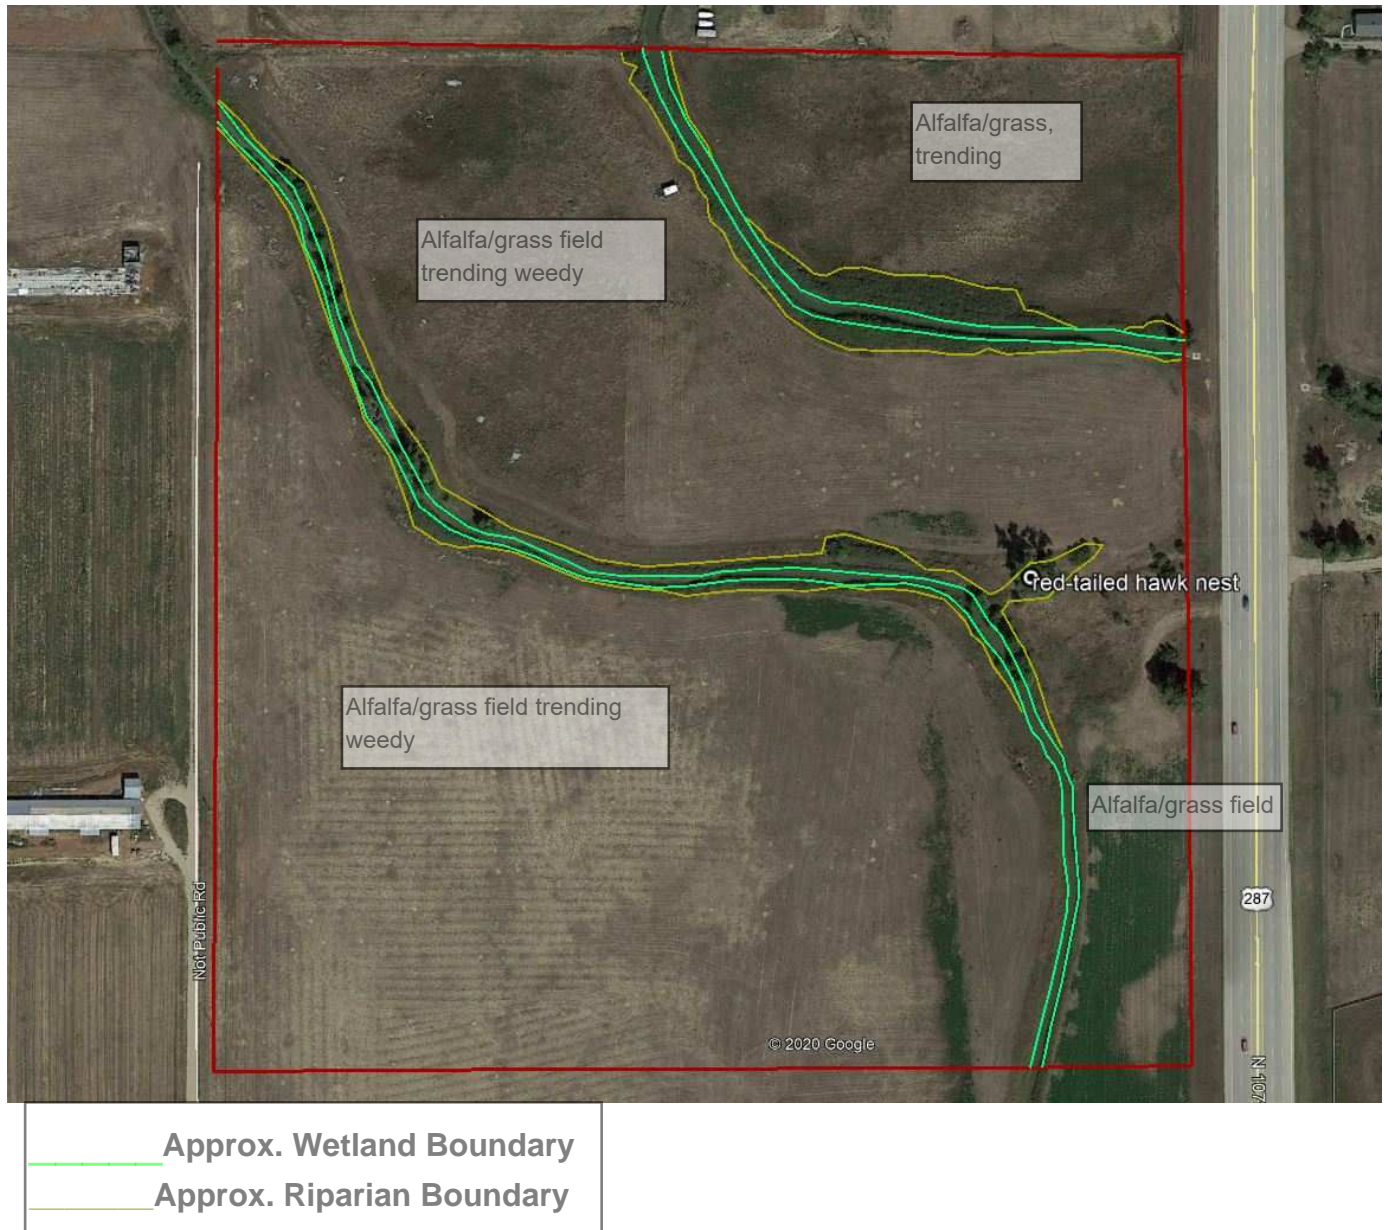 Alfalfa/grass,
trending
Alfalfa/grass field
trending weedy
red-tailed hawk nest
Alfalfa/grass field trending
weedy
Alfalfa/grass field
287
Not Public Rd
© 2020 Google
N 107
Approx. Wetland Boundary
Approx. Riparian Boundary